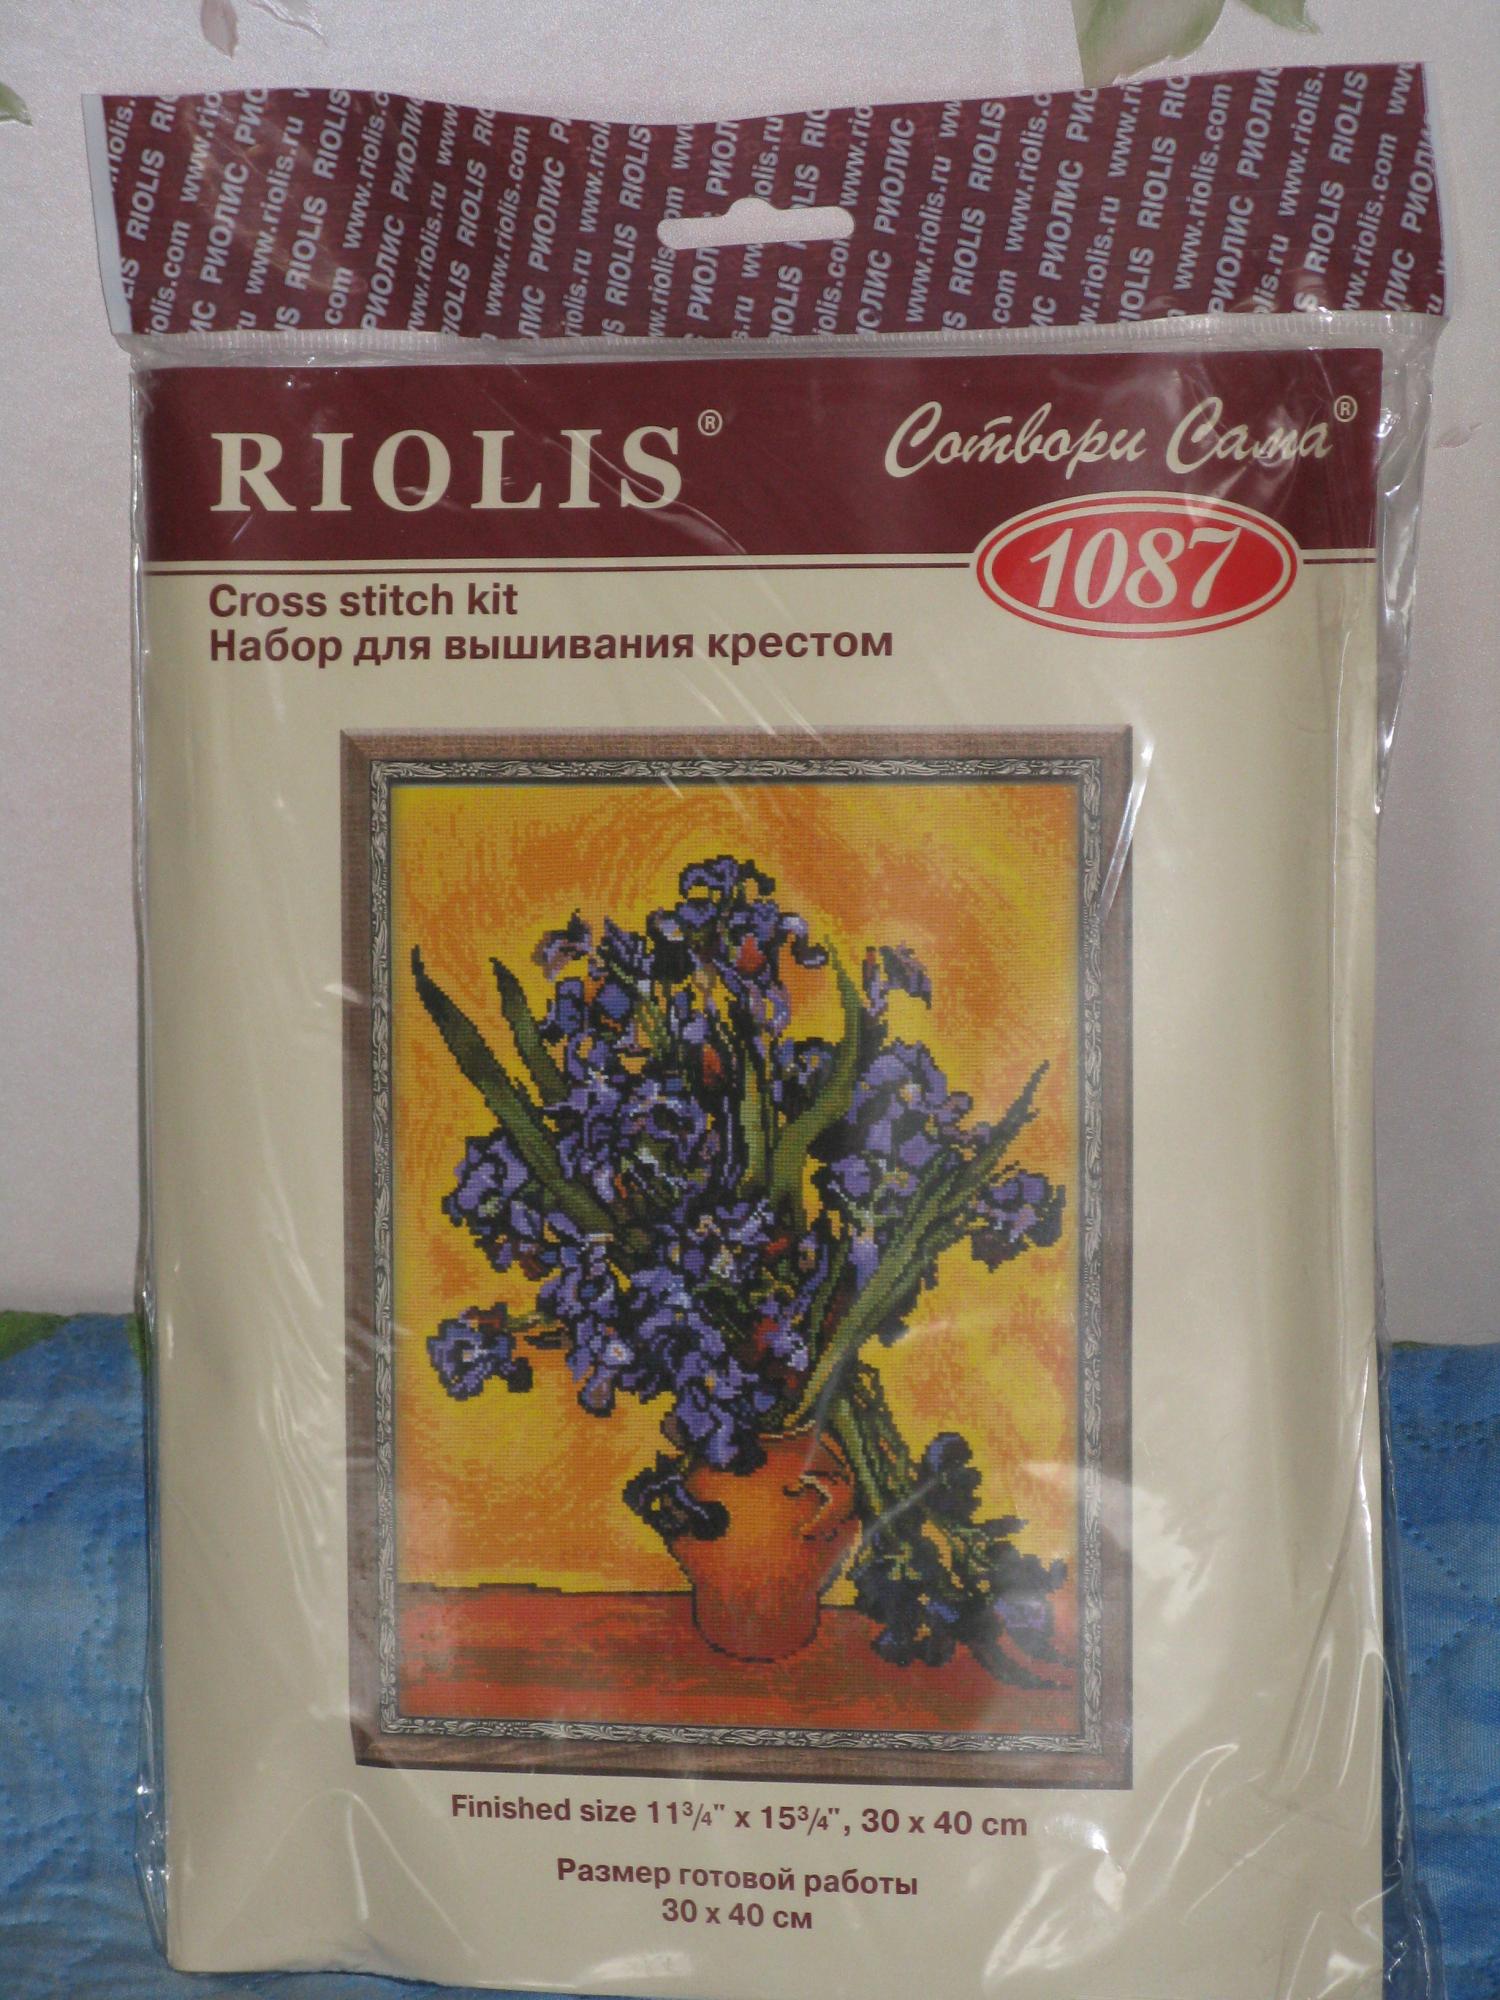 RIOLIS®
Сотвори Сама®
1087
Cross stitch kit
Набор для вышивания крестом
Finished size 11¾" x 15¾", 30 x 40 cm
Размер готовой работы
30 x 40 см